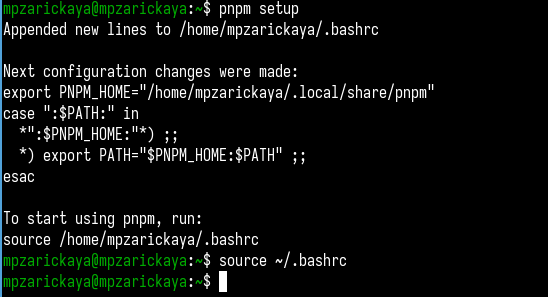 mpzarickaya@mpzarickaya:~$ pnpm setup
Appended new lines to /home/mpzarickaya/.bashrc

Next configuration changes were made:
export PNPM_HOME="/home/mpzarickaya/.local/share/pnpm"
case ":$PATH:" in
  *":$PNPM_HOME:"*) ;;
  *) export PATH="$PNPM_HOME:$PATH" ;;
esac

To start using pnpm, run:
source /home/mpzarickaya/.bashrc
mpzarickaya@mpzarickaya:~$ source ~/.bashrc
mpzarickaya@mpzarickaya:~$